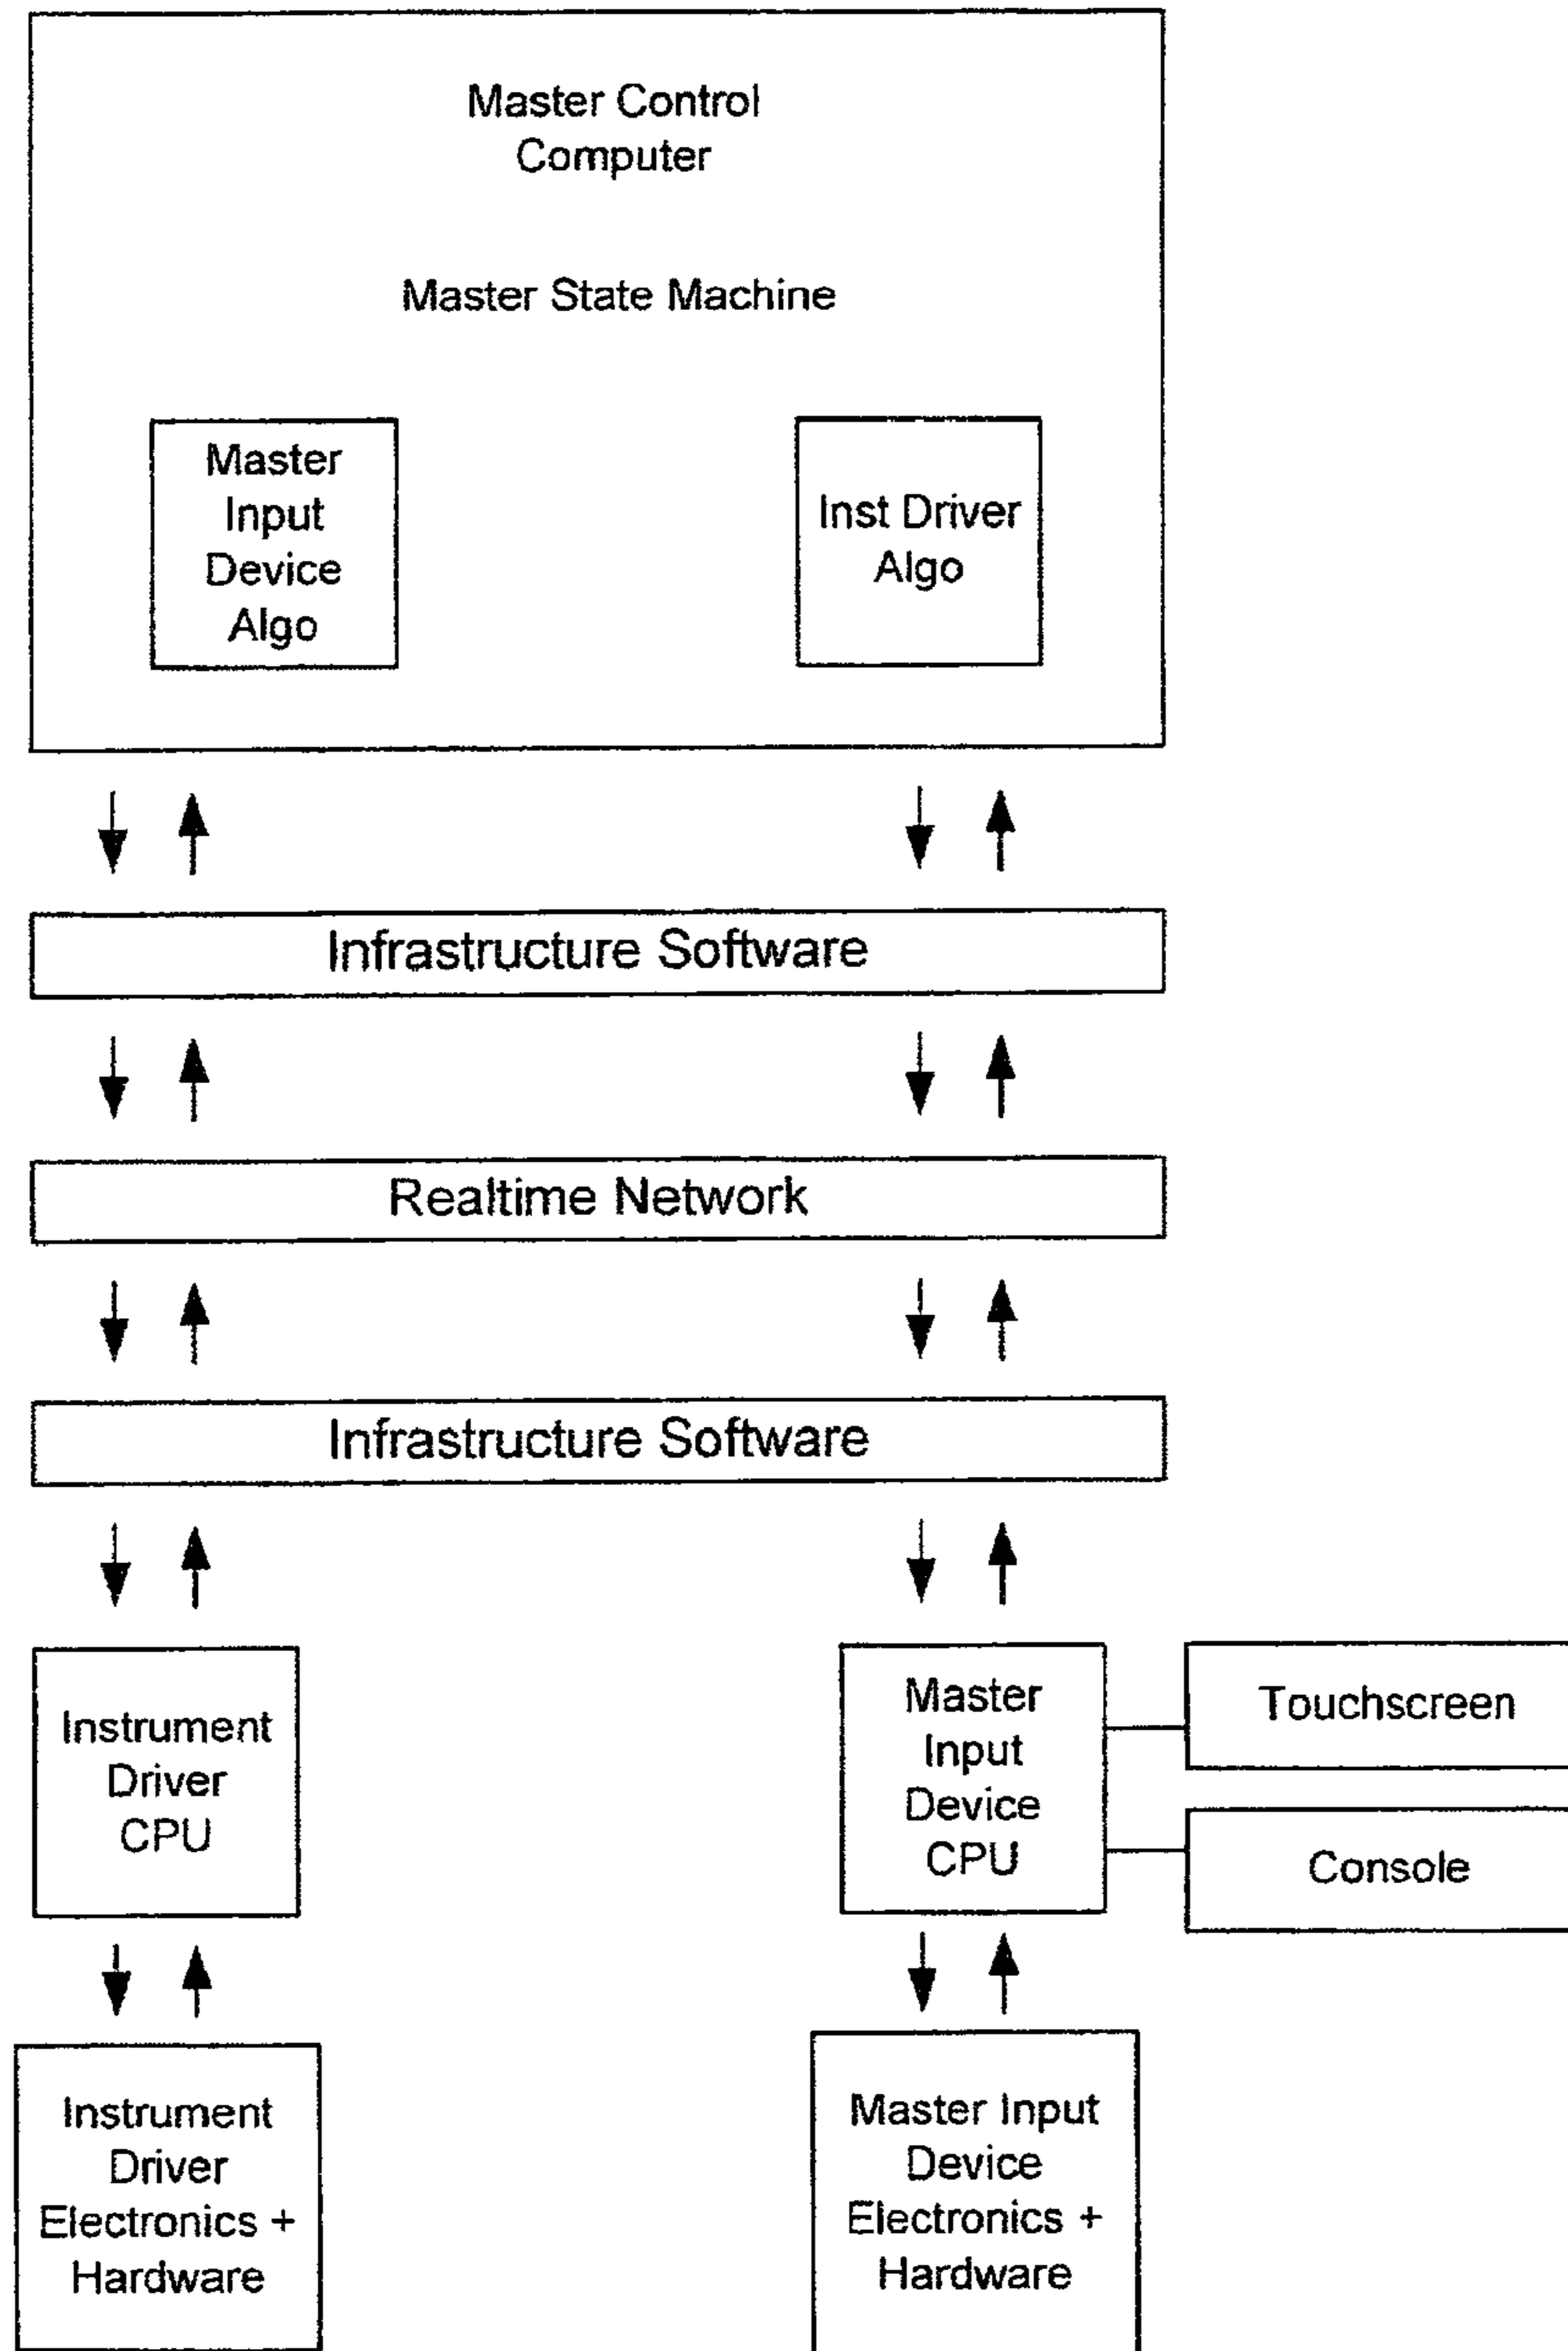 Master Control
Computer
Master State Machine
Master
Input
Device
Algo
Inst Driver
Algo
Infrastructure Software
Realtime Network
Infrastructure Software
Instrument
Driver
CPU
Master
Input
Device
CPU
Touchscreen
Console
Instrument
Driver
Electronics +
Hardware
Master Input
Device
Electronics +
Hardware